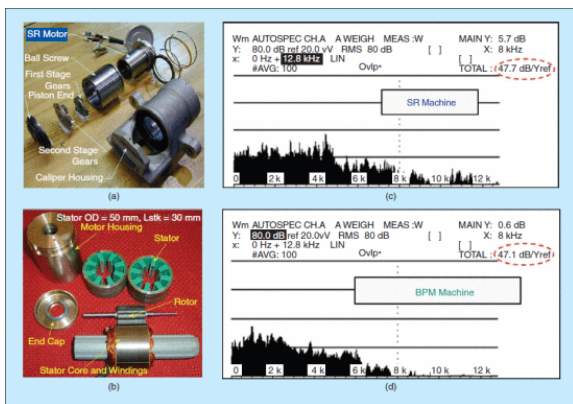 SR Motor
Ball Screw
First Stage
Gears
Piston End
Second Stage
Gears
Caliper Housing
(a)
Wm AUTOSPEC CH.A A WEIGH MEAS :W MAIN Y: 5.7 dB
Y: 80.0 dB ref 20.0 vV RMS 80 dB [ ] X: 8 kHz
x: 0 Hz + 12.8 kHz LIN [ ]
#AVG: 100 Ovlp* TOTAL : 47.7 dB/Yref
SR Machine
0 2 k 4 k 6 k 8 k 10 k 12 k
(c)
Stator OD = 50 mm, Lstk = 30 mm
Motor Housing
Stator
Rotor
End Cap
Stator Core and Windings
(b)
Wm AUTOSPEC CH.A A WEIGH MEAS :W MAIN Y: 0.6 dB
Y: 80.0 dB ref 20.0vV RMS 80 dB [ ] X: 8 kHz
x: 0 Hz + 12.8 kHz LIN [ ]
#AVG: 100 Ovlp* TOTAL : 47.1 dB/Yref
BPM Machine
0 2 k 4 k 6 k 8 k 10 k 12 k
(d)